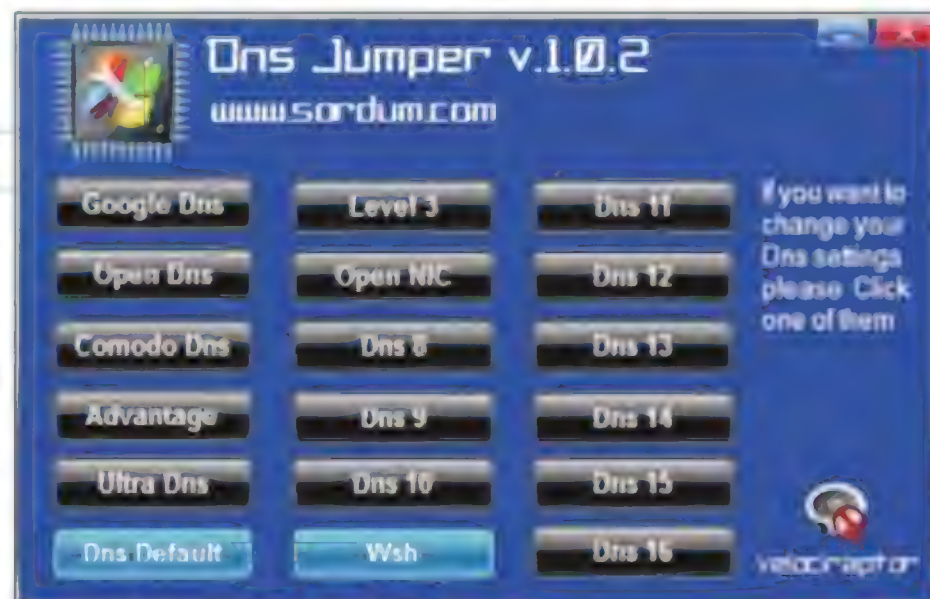 Dns Jumper v.1.0.2
www.sordum.com
Google Dns
Level 3
Dns 11
Open Dns
Open NIC
Dns 12
Comodo Dns
Dns 8
Dns 13
Advantage
Dns 9
Dns 14
Ultra Dns
Dns 10
Dns 15
Dns Default
Wsh
Dns 16
If you want to
change your
Dns settings
please Click
one of them
velociraptor